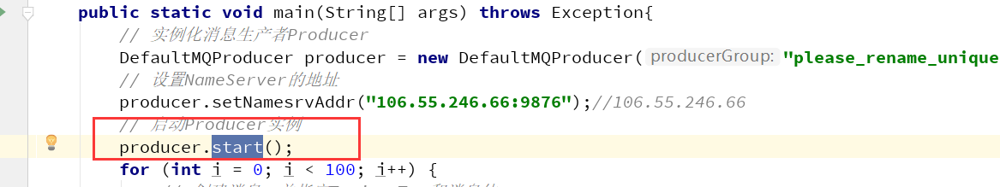 public static void main(String[] args) throws Exception{
// 实例化消息生产者Producer
DefaultMQProducer producer = new DefaultMQProducer( producerGroup: "please_rename_unique
// 设置NameServer的地址
producer.setNamesrvAddr("106.55.246.66:9876");//106.55.246.66
// 启动Producer实例
producer.start();
for (int i = 0; i < 100; i++) {